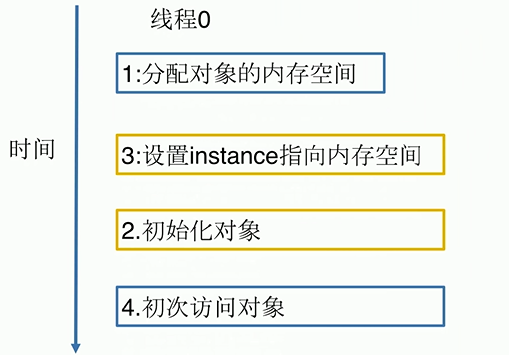 线程0
1:分配对象的内存空间
时间
3:设置instance指向内存空间
2.初始化对象
4.初次访问对象